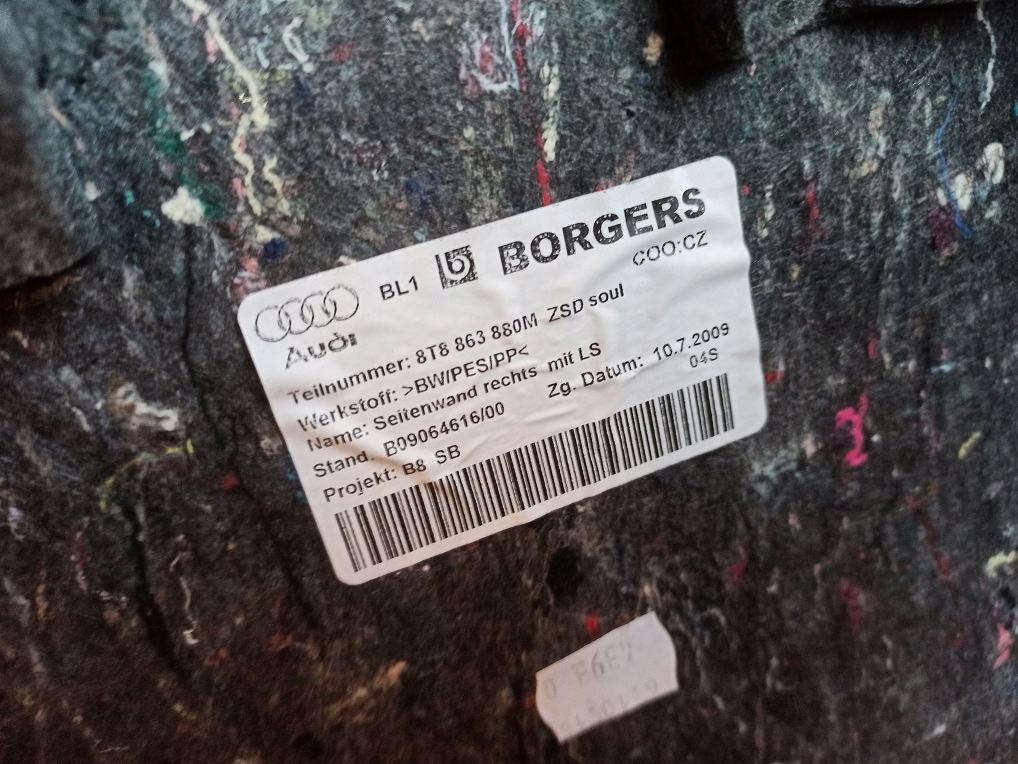 Audi BL1 b BORGERS
COO:CZ
Teilnummer: 8T8 863 880M ZSD soul
Werkstoff: >BW/PES/PP<
Name: Seitenwand rechts mit LS
Stand B09064616/00 Zg. Datum: 10.7.2009
Projekt: B8 SB 04S